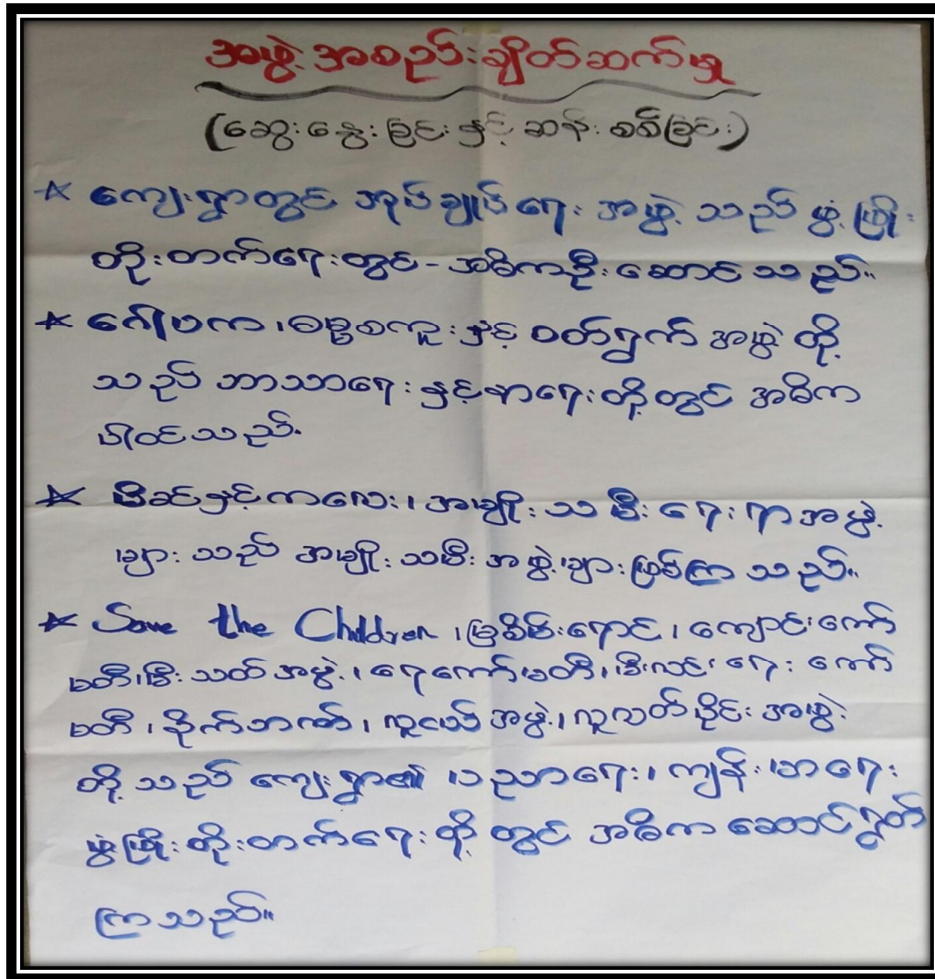 အဖွဲ့အစည်းချိတ်ဆက်မှု
(ဆွေးနွေးခြင်းနှင့် ဆန်းစစ်ခြင်း)
* ကျေးရွာတွင် အုပ်ချုပ်ရေး အဖွဲ့ သည် ဖွံ့ဖြိုး
တိုးတက်ရေးတွင် - အဓိကဦးဆောင်သည်။
* ဂေါပက၊ စစ္စစကူးနှင့် ဝတ်ရွက် အဖွဲ့ တို့
သည် ဘာသာရေး နှင့်နာရေးတို့တွင် အဓိက
ပါဝင်သည်။
* မိခင်နှင့်ကလေး၊ အမျိုးသမီးရေးရာအဖွဲ့
များ သည် အမျိုးသမီးအဖွဲ့များဖြစ်ကြသည်။
* Save the Children ၊ မြစိမ်းရောင်၊ ကျောင်းကော်
မတီ၊ မီးသတ်အဖွဲ့၊ ရေကော်မတီ၊ မီးလင်းရေး ကော်
မတီ၊ နို့က်ဘဏ်၊ လူငယ်အဖွဲ့၊ လူလတ်ပိုင်းအဖွဲ့
တို့ သည် ကျေးရွာ၏ ပညာရေး၊ ကျန်းမာရေး
ဖွံ့ဖြိုးတိုးတက်ရေးတို့တွင် အဓိက ဆောင်ရွတ်
ကြသည်။